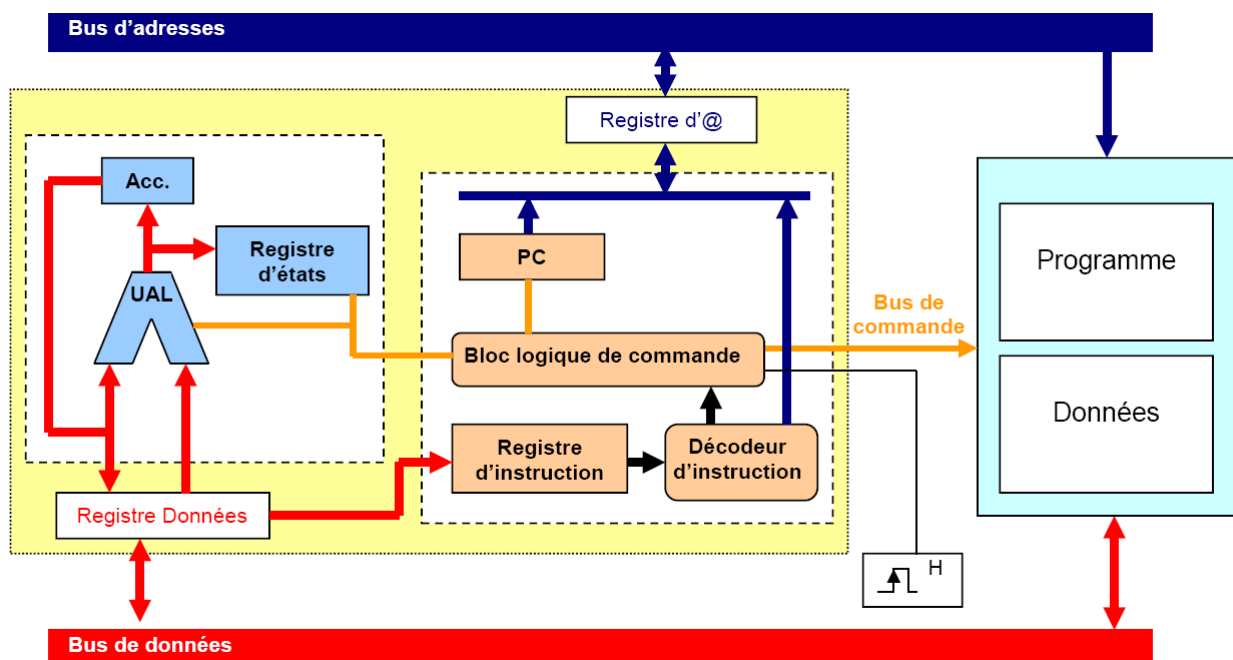 Bus d'adresses
Registre d'@
Acc.
Registre
d'états
UAL
PC
Bloc logique de commande
Registre
d'instruction
Décodeur
d'instruction
Registre Données
Bus de
commande
Programme
Données
H
Bus de données